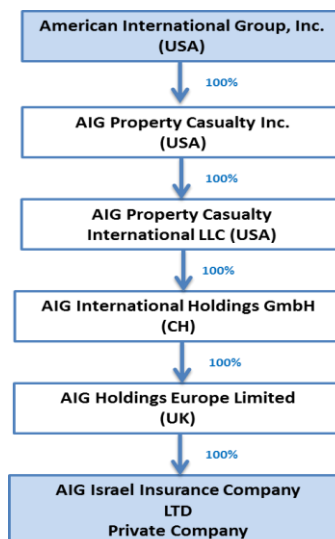 American International Group, Inc.
(USA)
100%
AIG Property Casualty Inc.
(USA)
100%
AIG Property Casualty
International LLC (USA)
100%
AIG International Holdings GmbH
(CH)
100%
AIG Holdings Europe Limited
(UK)
100%
AIG Israel Insurance Company
LTD
Private Company